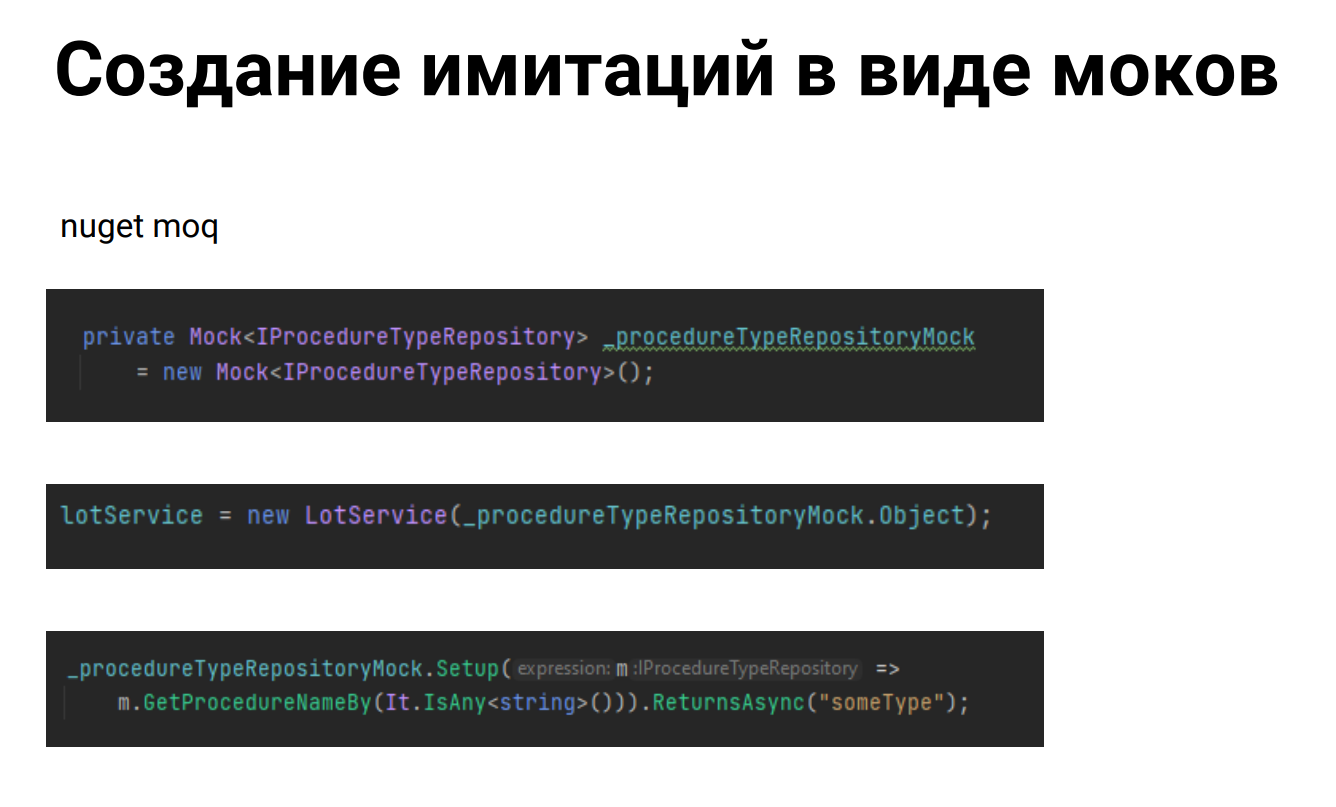 Создание имитаций в виде моков
nuget moq
private Mock<IProcedureTypeRepository> _procedureTypeRepositoryMock
= new Mock<IProcedureTypeRepository>();
lotService = new LotService(_procedureTypeRepositoryMock.Object);
_procedureTypeRepositoryMock.Setup( expression: m :IProcedureTypeRepository =>
m.GetProcedureNameBy(It.IsAny<string>())).ReturnsAsync("someType");